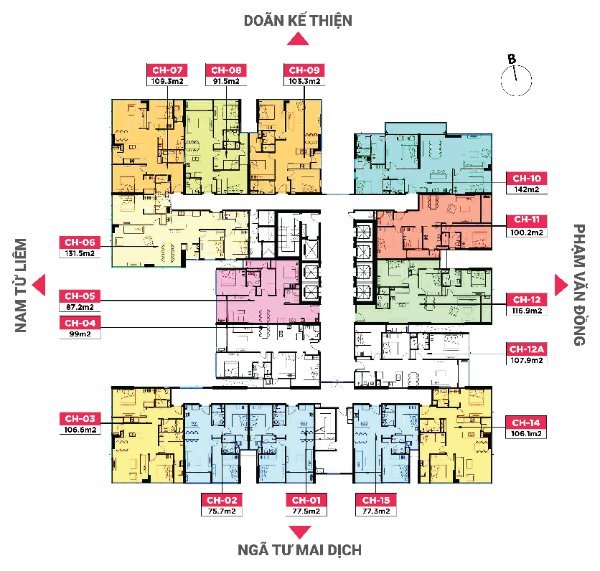 DOÃN KẾ THIỆN
B
CH-07
109.3m2
CH-08
91.5m2
CH-09
103.3m2
CH-10
142m2
CH-11
100.2m2
CH-06
131.5m2
NAM TỪ LIÊM
PHẠM VĂN ĐỒNG
CH-05
87.2m2
CH-12
115.9m2
CH-04
99m2
CH-12A
107.9m2
CH-03
106.6m2
CH-14
106.1m2
CH-02
75.7m2
CH-01
77.5m2
CH-15
77.3m2
NGÃ TƯ MAI DỊCH